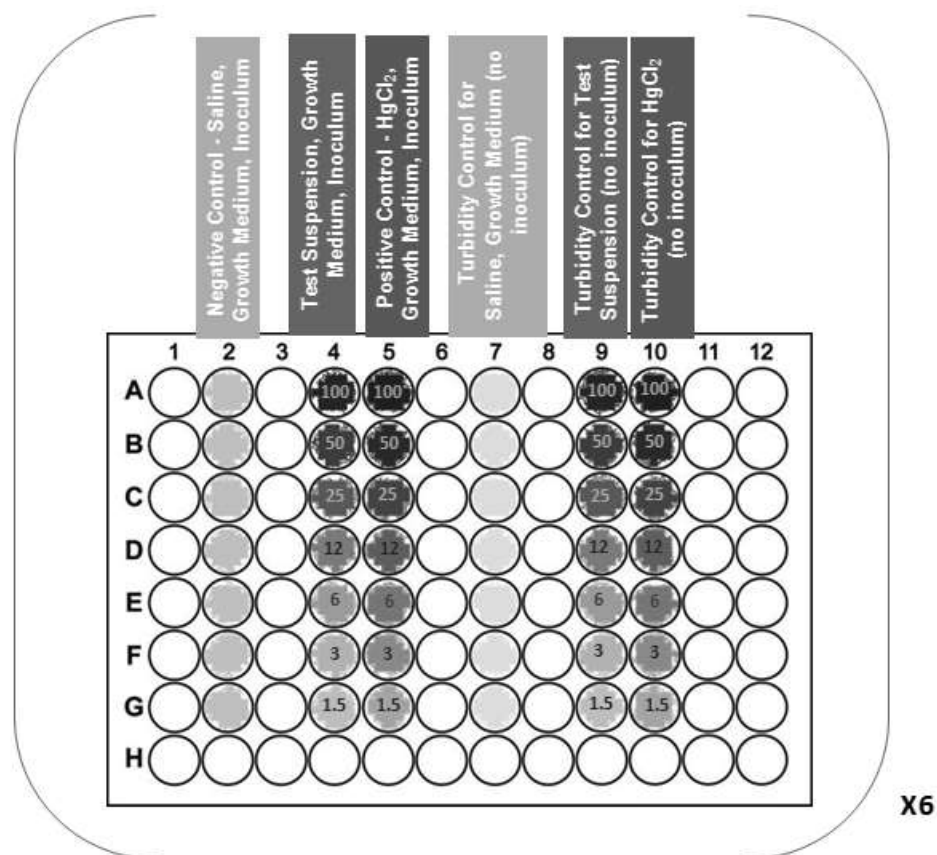 Negative Control - Saline,
Growth Medium, Inoculum
Test Suspension, Growth
Medium, Inoculum
Positive Control - HgCl₂,
Growth Medium, Inoculum
Turbidity Control for
Saline, Growth Medium (no
inoculum)
Turbidity Control for Test
Suspension (no inoculum)
Turbidity Control for HgCl₂
(no inoculum)
1 2 3 4 5 6 7 8 9 10 11 12
A 100 100 100 100
B 50 50 50 50
C 25 25 25 25
D 12 12 12 12
E 6 6 6 6
F 3 3 3 3
G 1.5 1.5 1.5 1.5
H
X6